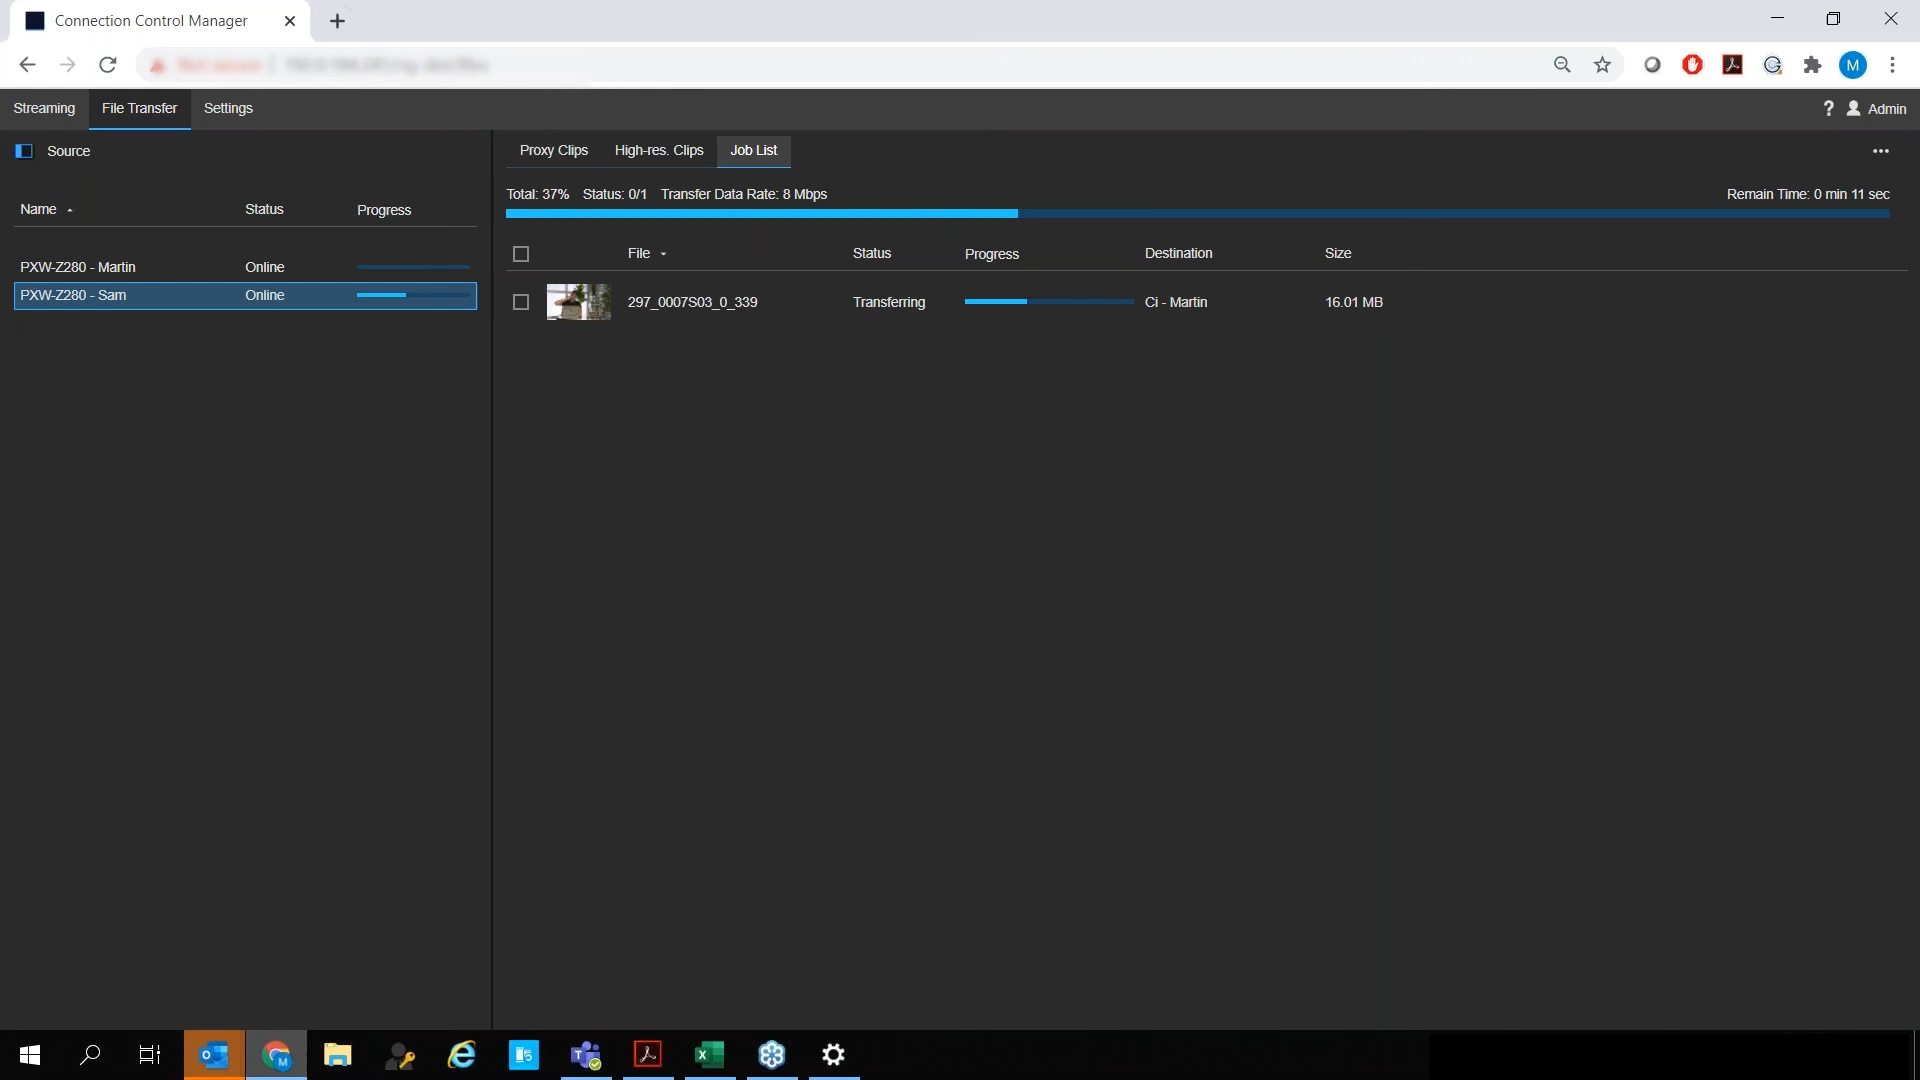 Connection Control Manager
M
Streaming File Transfer Settings ? Admin
Source
Proxy Clips High-res. Clips Job List
Total: 37% Status: 0/1 Transfer Data Rate: 8 Mbps Remain Time: 0 min 11 sec
Name Status Progress
File Status Progress Destination Size
PXW-Z280 - Martin Online
PXW-Z280 - Sam Online
297_0007S03_0_339 Transferring Ci - Martin 16.01 MB